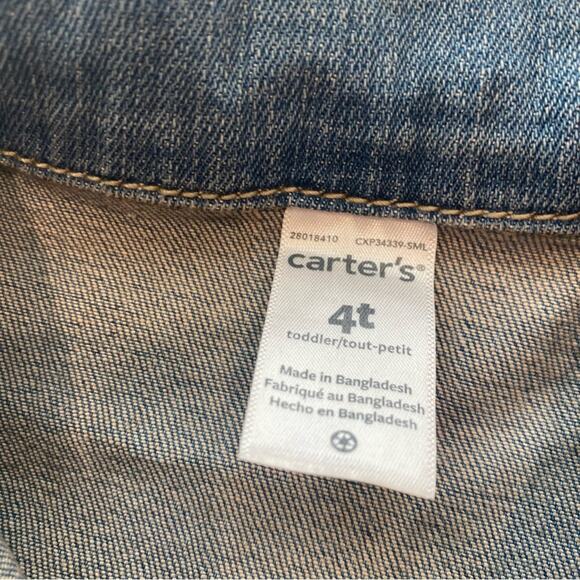 28018410 CXP34339-SML
carter's®
4t
toddler/tout-petit
Made in Bangladesh
Fabriqué au Bangladesh
Hecho en Bangladesh